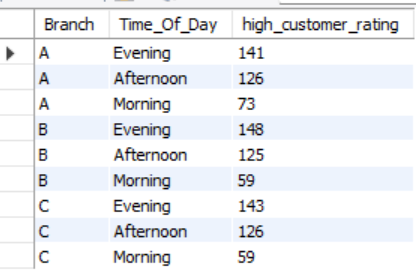 Branch Time_Of_Day high_customer_rating
A Evening 141
A Afternoon 126
A Morning 73
B Evening 148
B Afternoon 125
B Morning 59
C Evening 143
C Afternoon 126
C Morning 59